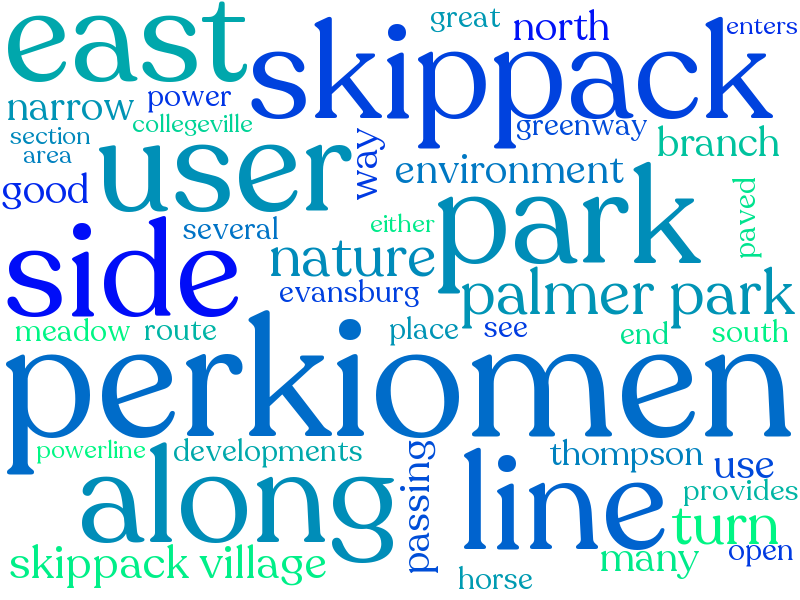 east
great
north
enters
skippack
narrow
power
collegeville
section
area
greenway
branch
user
way
environment
good
park
paved
several
either
side
nature
evansburg
palmer park
meadow
route
place
see
end
south
perkiomen
powerline
developments
passing
thompson
use
along
line
provides
turn
skippack village
many
open
horse